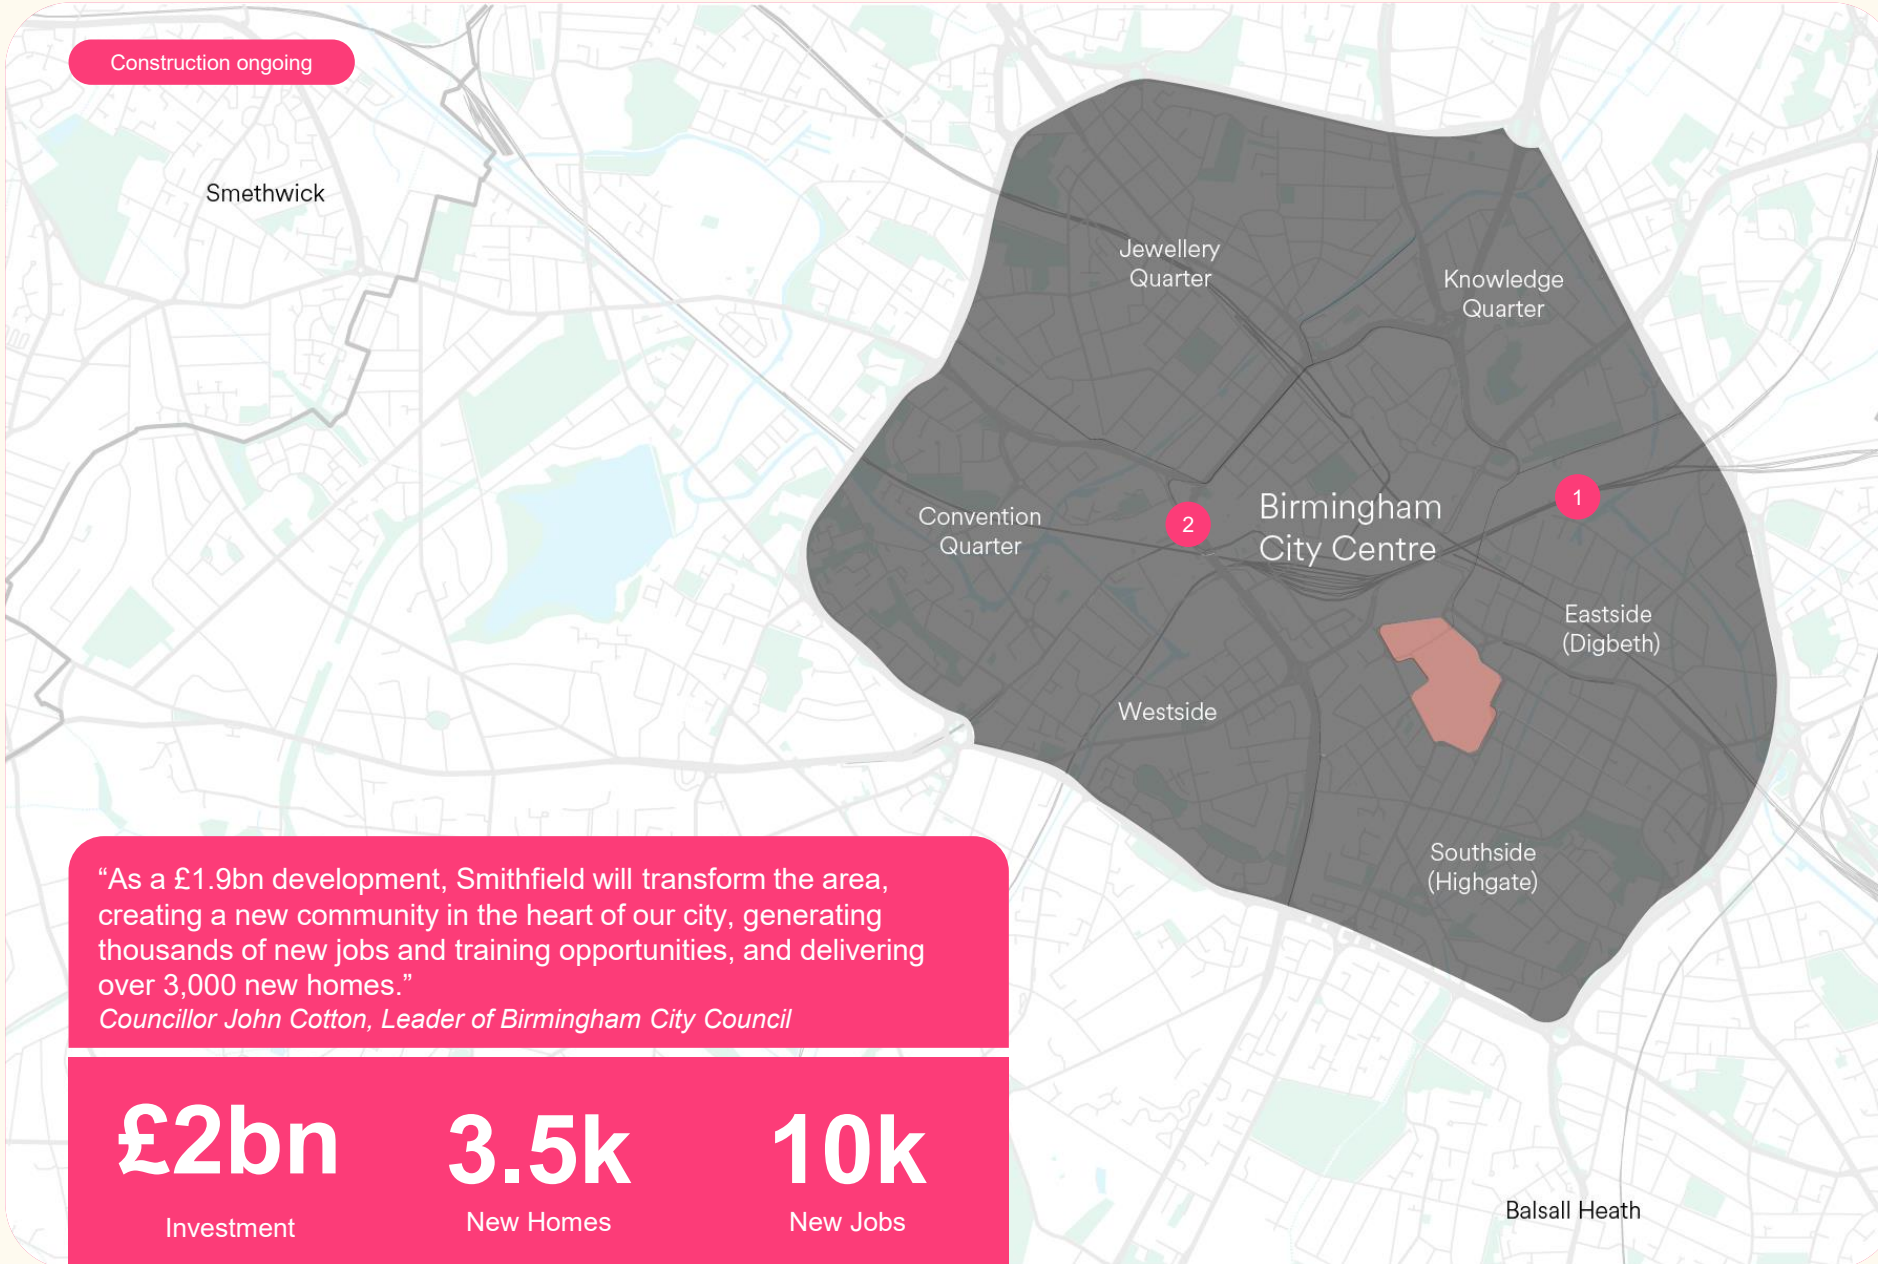 Construction ongoing
Smethwick
Jewellery
Quarter
Knowledge
Quarter
Convention
Quarter
2
Birmingham
City Centre
1
Eastside
(Digbeth)
Westside
Southside
(Highgate)
Balsall Heath
“As a £1.9bn development, Smithfield will transform the area,
creating a new community in the heart of our city, generating
thousands of new jobs and training opportunities, and delivering
over 3,000 new homes.”
Councillor John Cotton, Leader of Birmingham City Council
£2bn
Investment
3.5k
New Homes
10k
New Jobs